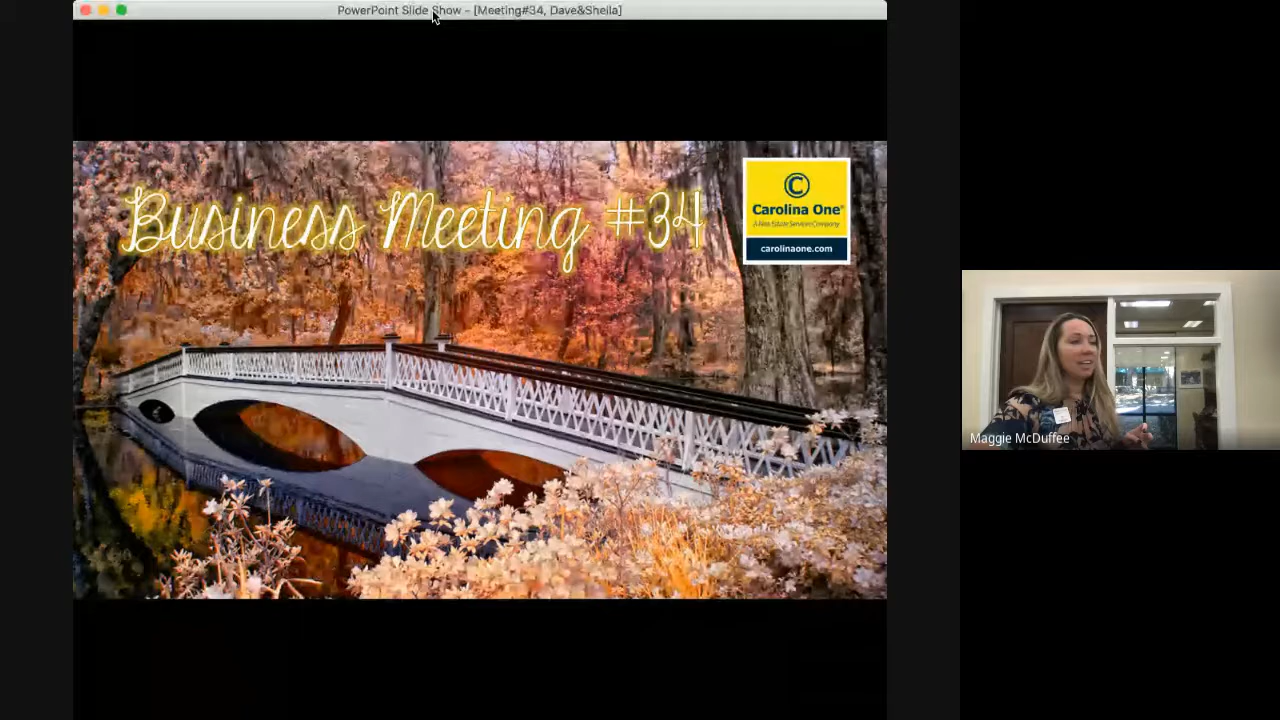 PowerPoint Slide Show - [Meeting#34, Dave&Sheila]
Business Meeting #34
C
Carolina One®
A Real Estate Services Company
carolinaone.com
Maggie McDuffee